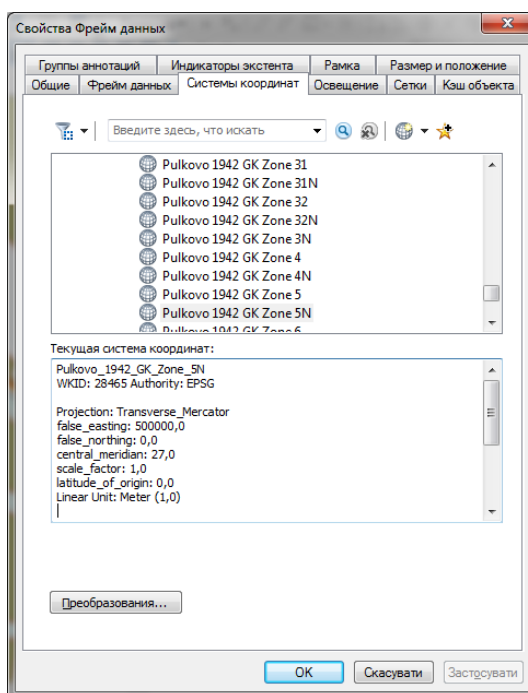 Свойства Фрейм данных
Группы аннотаций Индикаторы экстента Рамка Размер и положение
Общие Фрейм данных Системы координат Освещение Сетки Кэш объекта
Введите здесь, что искать
Pulkovo 1942 GK Zone 31
Pulkovo 1942 GK Zone 31N
Pulkovo 1942 GK Zone 32
Pulkovo 1942 GK Zone 32N
Pulkovo 1942 GK Zone 3N
Pulkovo 1942 GK Zone 4
Pulkovo 1942 GK Zone 4N
Pulkovo 1942 GK Zone 5
Pulkovo 1942 GK Zone 5N
Pulkovo 1942 GK Zone 6
Текущая система координат:
Pulkovo_1942_GK_Zone_5N
WKID: 28465 Authority: EPSG
Projection: Transverse_Mercator
false_easting: 500000,0
false_northing: 0,0
central_meridian: 27,0
scale_factor: 1,0
latitude_of_origin: 0,0
Linear Unit: Meter (1,0)
Преобразования...
OK Скасувати Застосувати